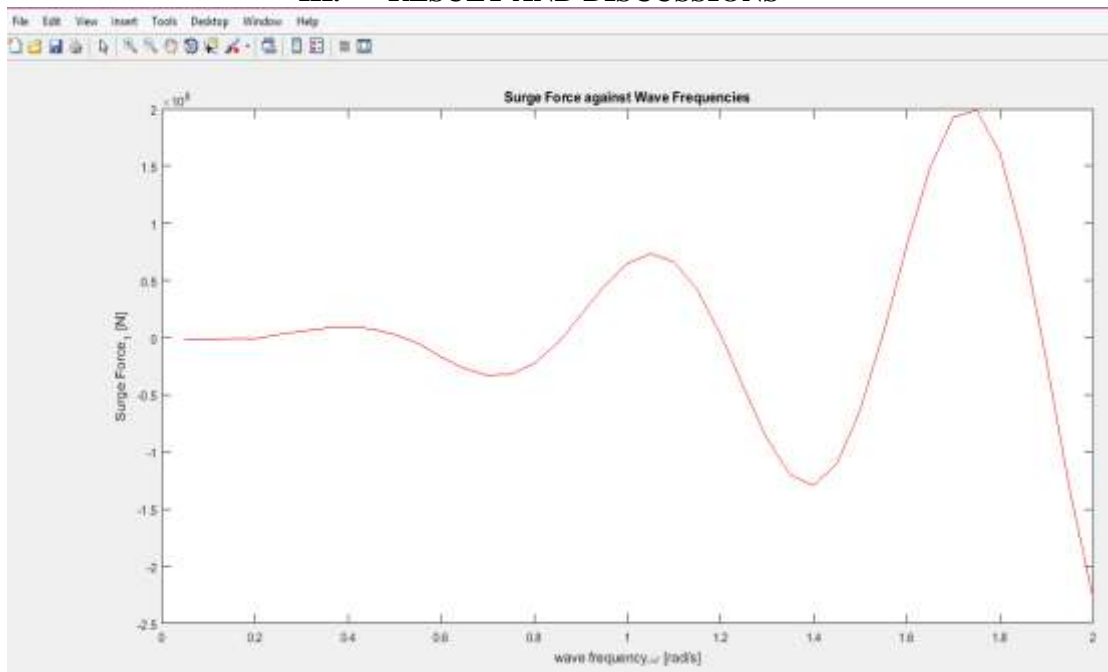 III. RESULT AND DISCUSSIONS
File Edit View Insert Tools Desktop Window Help
Surge Force against Wave Frequencies
2
1.5
1
0.5
0
-0.5
-1
-1.5
-2
-2.5
Surge Force, [N]
0 0.2 0.4 0.6 0.8 1 1.2 1.4 1.6 1.8 2
wave frequency [rad/s]